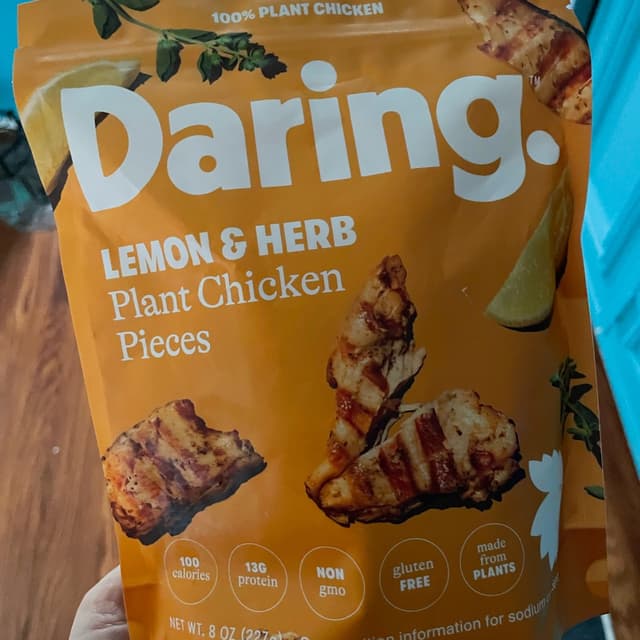 100% PLANT CHICKEN
Daring.
LEMON & HERB
Plant Chicken
Pieces
100
calories
13G
protein
NON
gmo
gluten
FREE
made
from
PLANTS
NET WT. 8 OZ (227g)
information for sodium